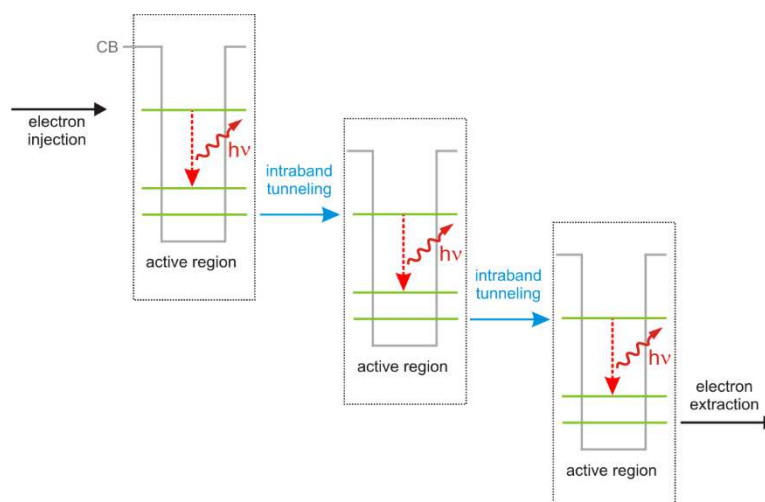 CB
electron
injection
hν
active region
intraband
tunneling
hν
active region
intraband
tunneling
hν
active region
electron
extraction